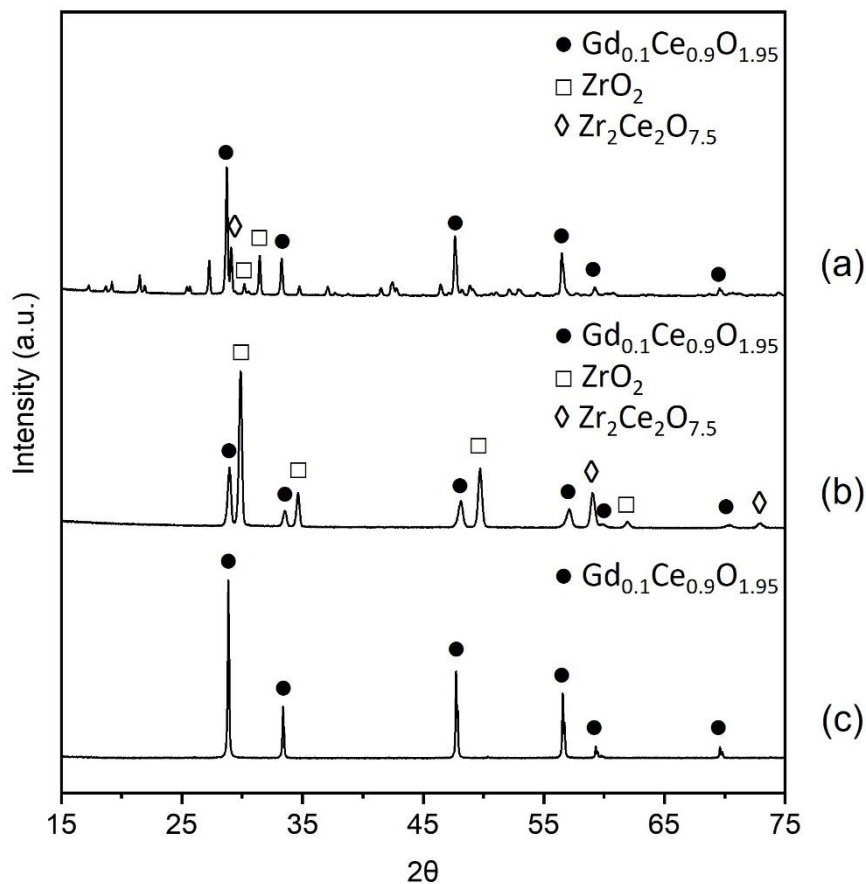 ● Gd₀.₁Ce₀.₉O₁.₉₅
□ ZrO₂
◊ Zr₂Ce₂O₇.₅
(a)
● Gd₀.₁Ce₀.₉O₁.₉₅
□ ZrO₂
◊ Zr₂Ce₂O₇.₅
(b)
● Gd₀.₁Ce₀.₉O₁.₉₅
(c)
Intensity (a.u.)
15 25 35 45 55 65 75
2θ